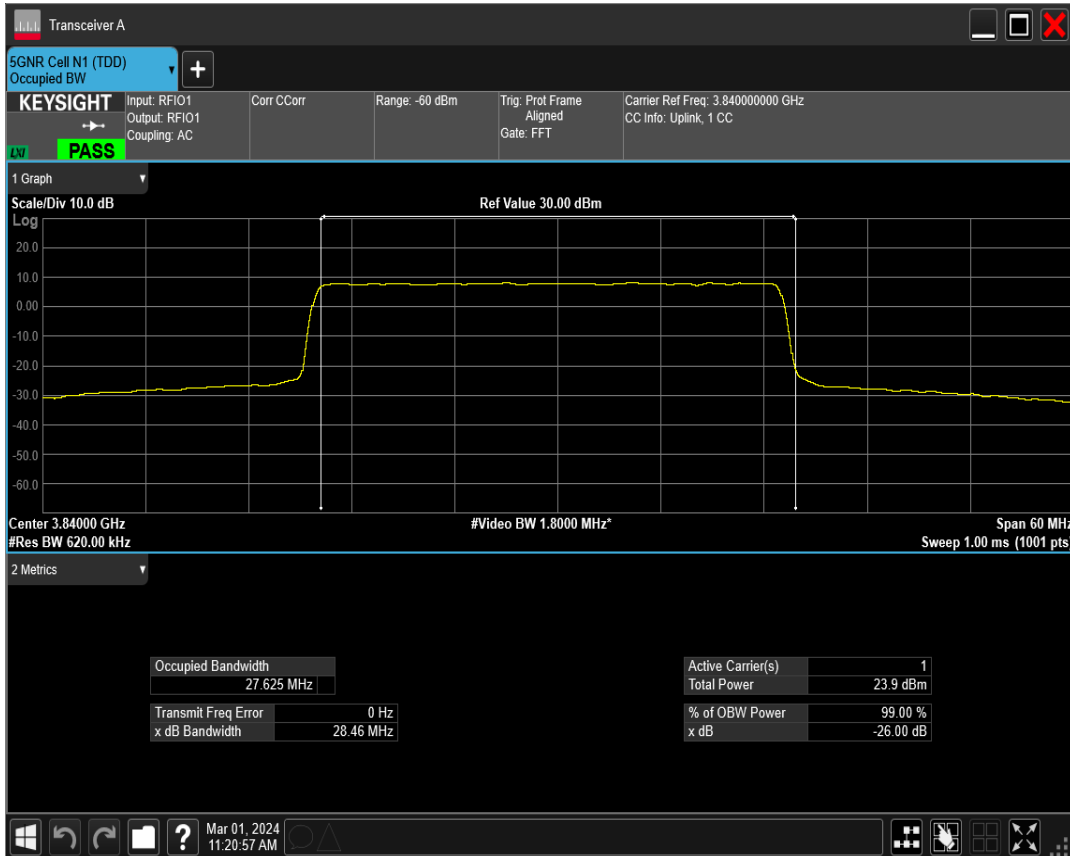 Transceiver A
5GNR Cell N1 (TDD)
Occupied BW
+
KEYSIGHT
LXI
PASS
Input: RFIO1
Output: RFIO1
Coupling: AC
Corr CCorr
Range: -60 dBm
Trig: Prot Frame
Aligned
Gate: FFT
Carrier Ref Freq: 3.840000000 GHz
CC Info: Uplink, 1 CC
1 Graph
Scale/Div 10.0 dB
Ref Value 30.00 dBm
Log
20.0
10.0
0.00
-10.0
-20.0
-30.0
-40.0
-50.0
-60.0
Center 3.84000 GHz
#Video BW 1.8000 MHz*
Span 60 MHz
#Res BW 620.00 kHz
Sweep 1.00 ms (1001 pts)
2 Metrics
Occupied Bandwidth
27.625 MHz
Transmit Freq Error 0 Hz
x dB Bandwidth 28.46 MHz
Active Carrier(s) 1
Total Power 23.9 dBm
% of OBW Power 99.00 %
x dB -26.00 dB
?
Mar 01, 2024
11:20:57 AM